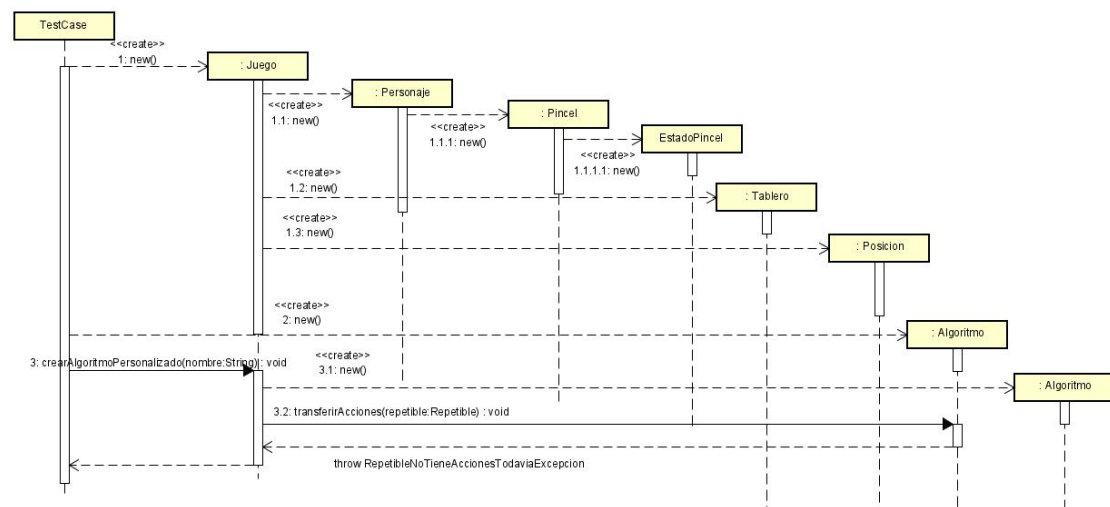 TestCase
<<create>>
1: new()
: Juego
<<create>>
1.1: new()
: Personaje
<<create>>
1.1.1: new()
: Pincel
<<create>>
1.1.1.1: new()
EstadoPincel
<<create>>
1.2: new()
: Tablero
<<create>>
1.3: new()
: Posicion
<<create>>
2: new()
: Algoritmo
3: crearAlgoritmoPersonalizado(nombre:String) : void
<<create>>
3.1: new()
: Algoritmo
3.2: transferirAcciones(repetible:Repetible) : void
throw RepetibleNoTieneAccionesTodaviaExcepcion